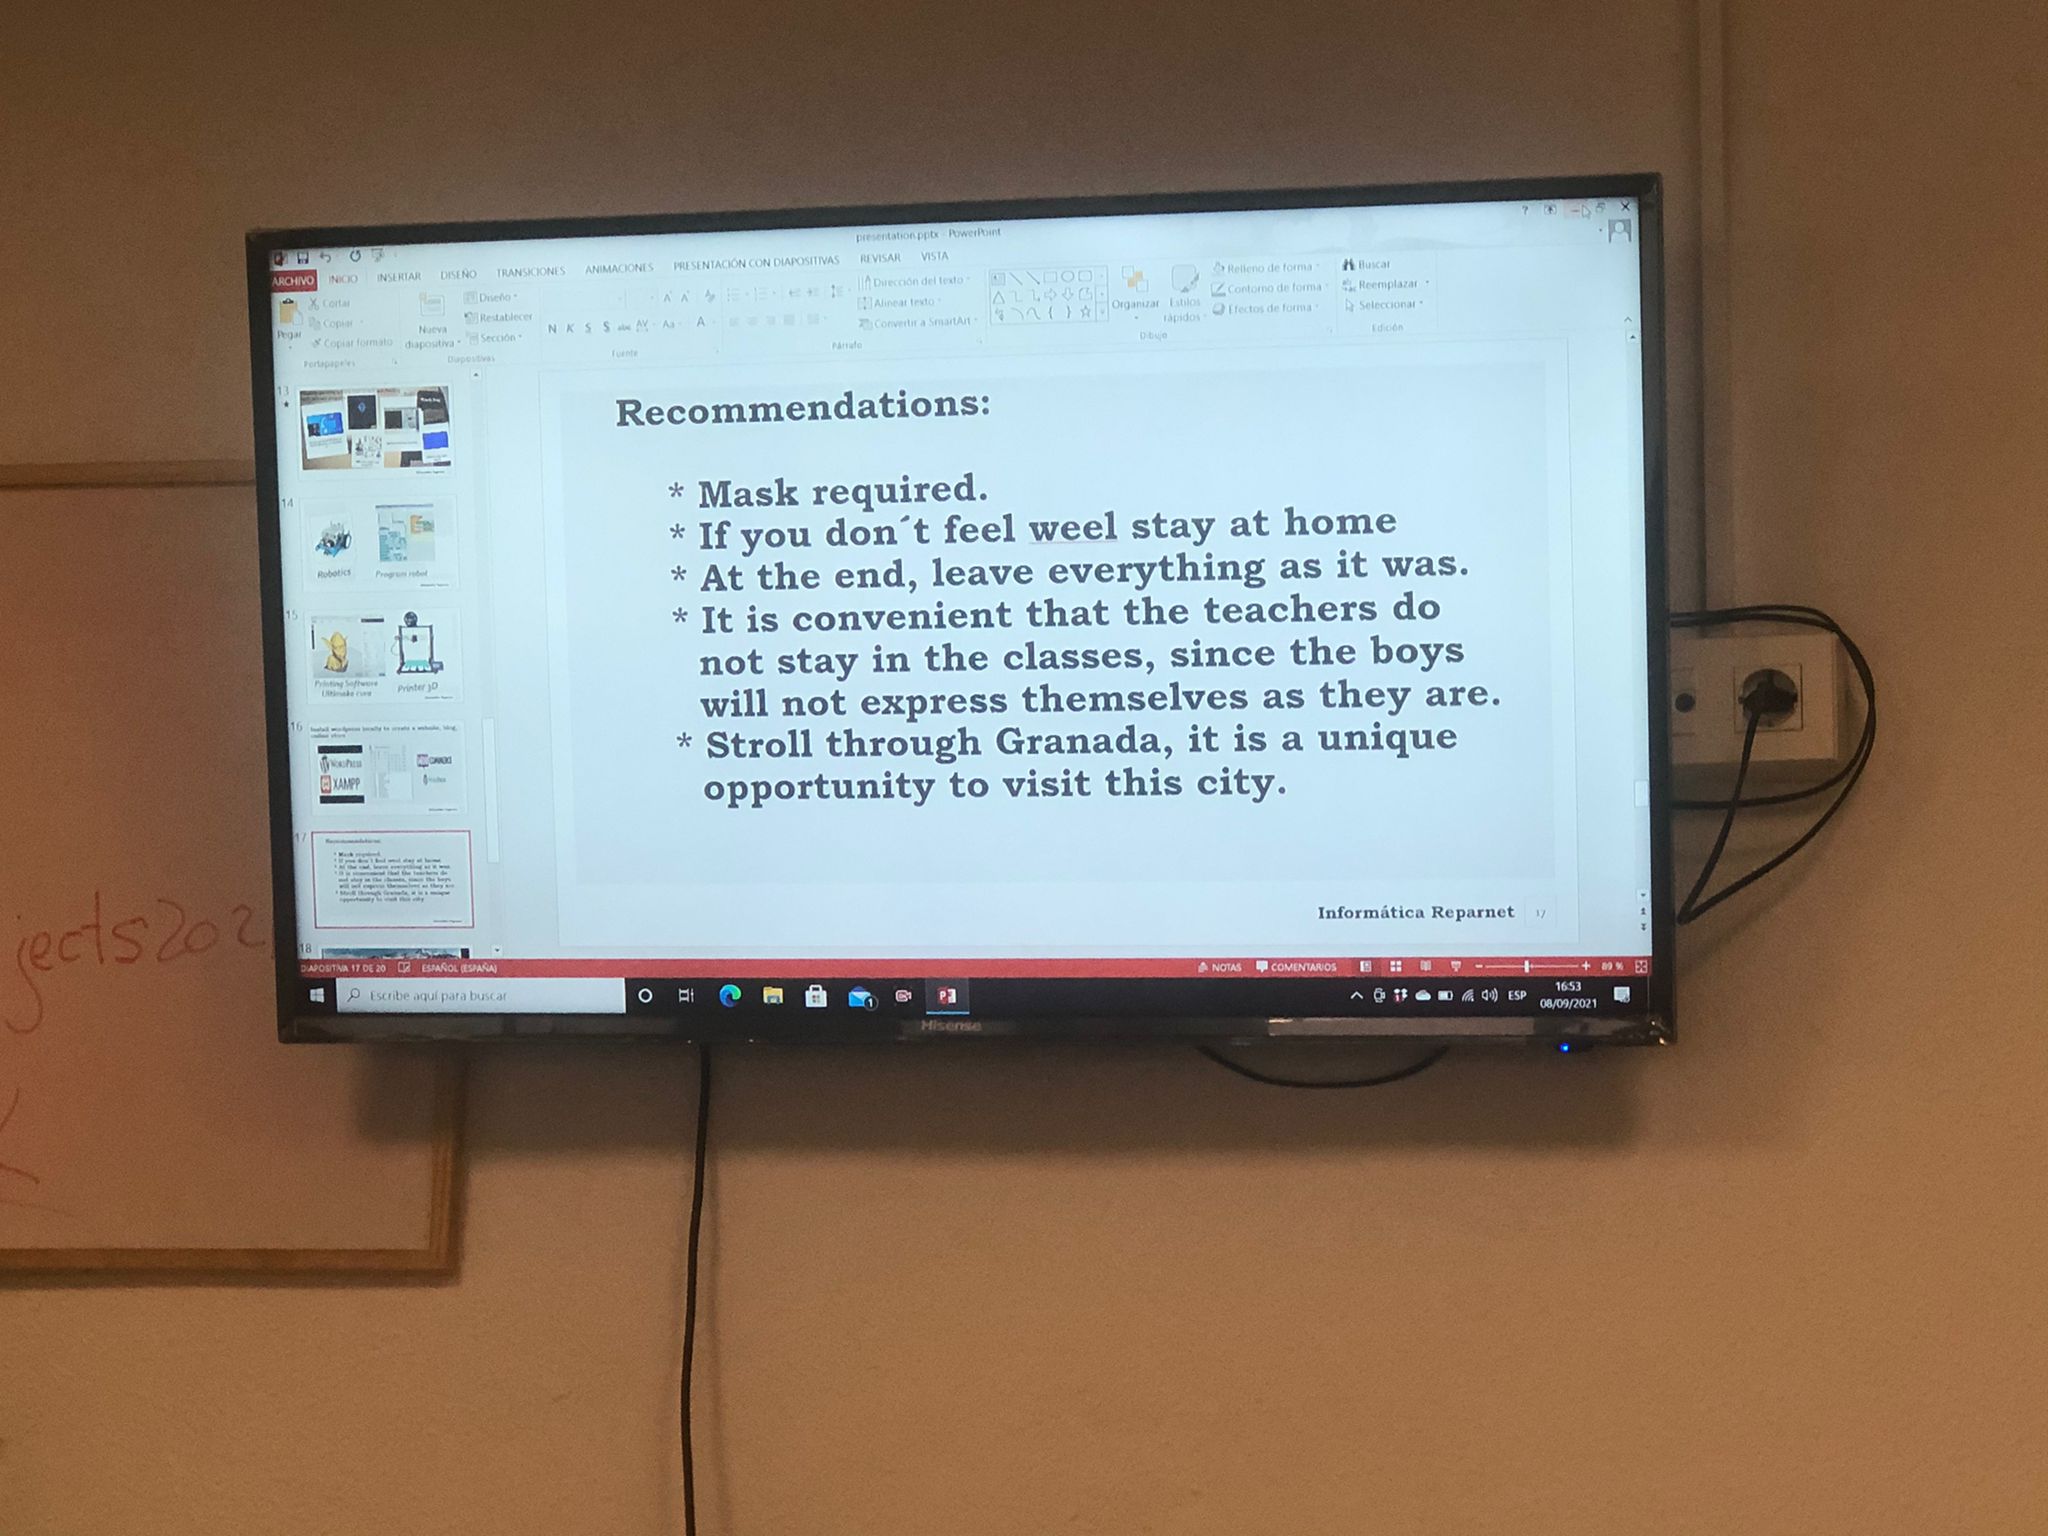 presentation.pptx - PowerPoint
ARCHIVO INICIO INSERTAR DISEÑO TRANSICIONES ANIMACIONES PRESENTACIÓN CON DIAPOSITIVAS REVISAR VISTA
Pegar
Cortar
Copiar
Copiar formato
Portapapeles
Nueva
diapositiva
Diseño
Restablecer
Sección
Diapositivas
N K S S abc AV Aa A
Fuente
Dirección del texto
Alinear texto
Convertir a SmartArt
Párrafo
Organizar
Estilos
rápidos
Relleno de forma
Contorno de forma
Efectos de forma
Dibujo
Buscar
Reemplazar
Seleccionar
Edición
13
14
Robotics
Program robot
15
Printing Software
Ultimake cura
Printer 3D
16
Install wordpress locally to create a website, blog,
online store
WORDPRESS
XAMPP
17
18
Recommendations:
* Mask required.
* If you don´t feel weel stay at home
* At the end, leave everything as it was.
* It is convenient that the teachers do
not stay in the classes, since the boys
will not express themselves as they are.
* Stroll through Granada, it is a unique
opportunity to visit this city.
Informática Reparnet 17
DIAPOSITIVA 17 DE 20 ESPAÑOL (ESPAÑA) NOTAS COMENTARIOS 89 %
Escribe aquí para buscar
ESP
16:53
08/09/2021
Hisense
jects202